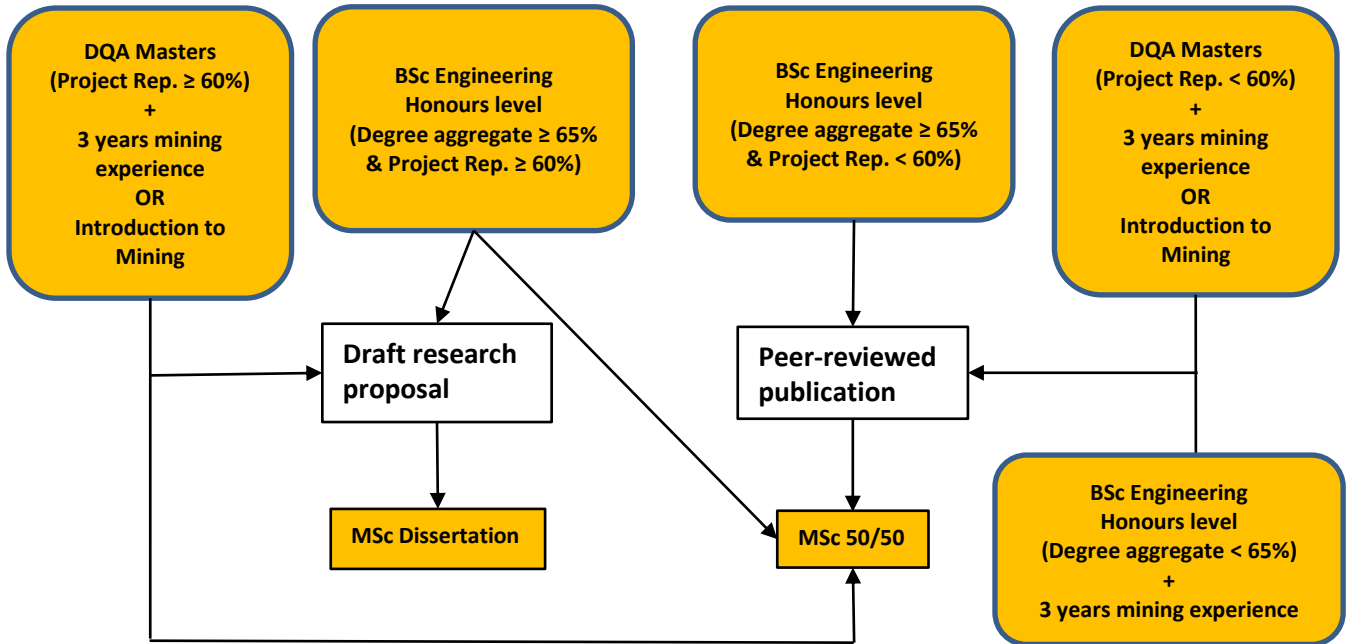 DQA Masters
(Project Rep. ≥ 60%)
+
3 years mining
experience
OR
Introduction to
Mining
BSc Engineering
Honours level
(Degree aggregate ≥ 65%
& Project Rep. ≥ 60%)
BSc Engineering
Honours level
(Degree aggregate ≥ 65%
& Project Rep. < 60%)
DQA Masters
(Project Rep. < 60%)
+
3 years mining
experience
OR
Introduction to
Mining
Draft research
proposal
Peer-reviewed
publication
MSc Dissertation
MSc 50/50
BSc Engineering
Honours level
(Degree aggregate < 65%)
+
3 years mining experience